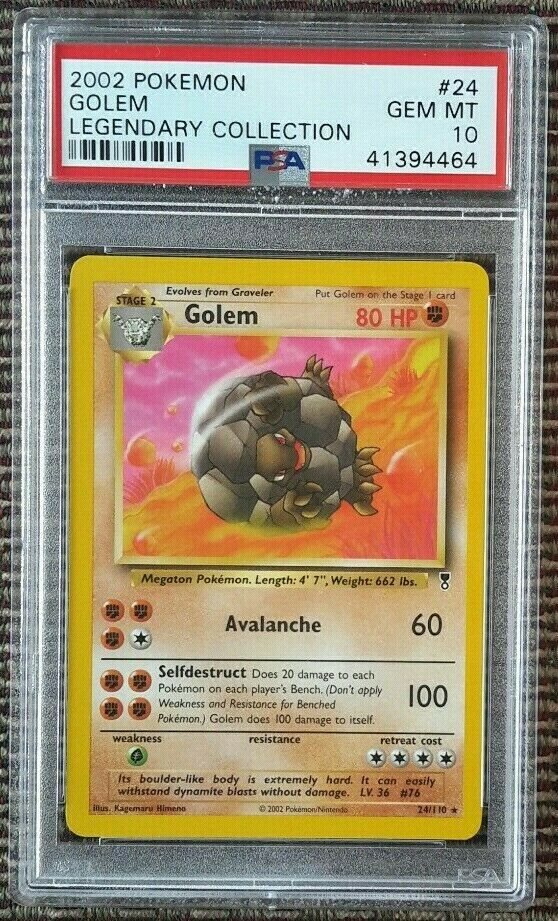 2002 POKEMON #24
GOLEM GEM MT
LEGENDARY COLLECTION 10
PSA 41394464
STAGE 2 Evolves from Graveler Put Golem on the Stage 1 card
Golem 80 HP
Megaton Pokémon. Length: 4' 7", Weight: 662 lbs.
Avalanche 60
Selfdestruct Does 20 damage to each
Pokémon on each player's Bench. (Don't apply
Weakness and Resistance for Benched
Pokémon.) Golem does 100 damage to itself.
100
weakness resistance retreat cost
Its boulder-like body is extremely hard. It can easily
withstand dynamite blasts without damage. LV. 36 #76
Illus. Kagemaru Himeno © 2002 Pokémon/Nintendo 24/110 ★
PSA